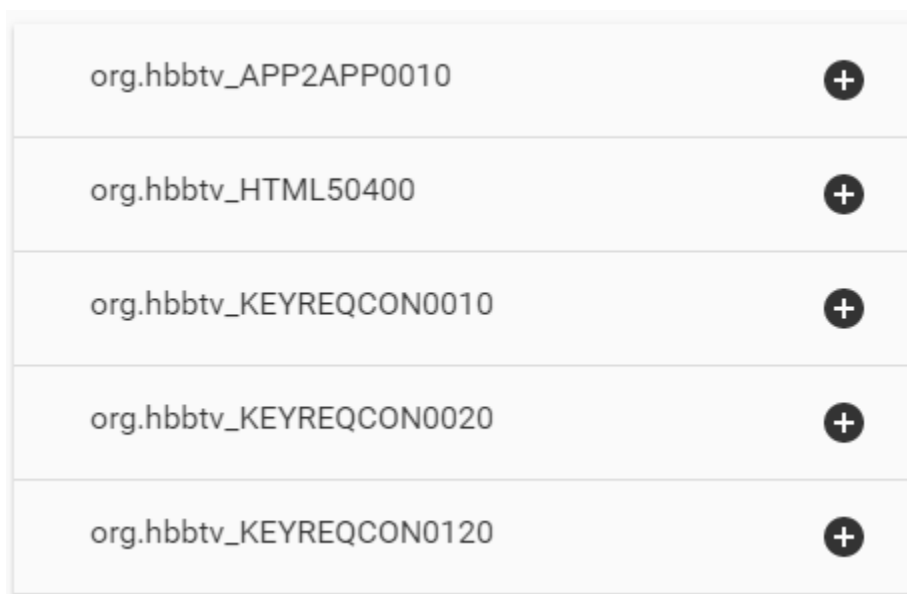 org.hbbtv_APP2APP0010
org.hbbtv_HTML50400
org.hbbtv_KEYREQCON0010
org.hbbtv_KEYREQCON0020
org.hbbtv_KEYREQCON0120